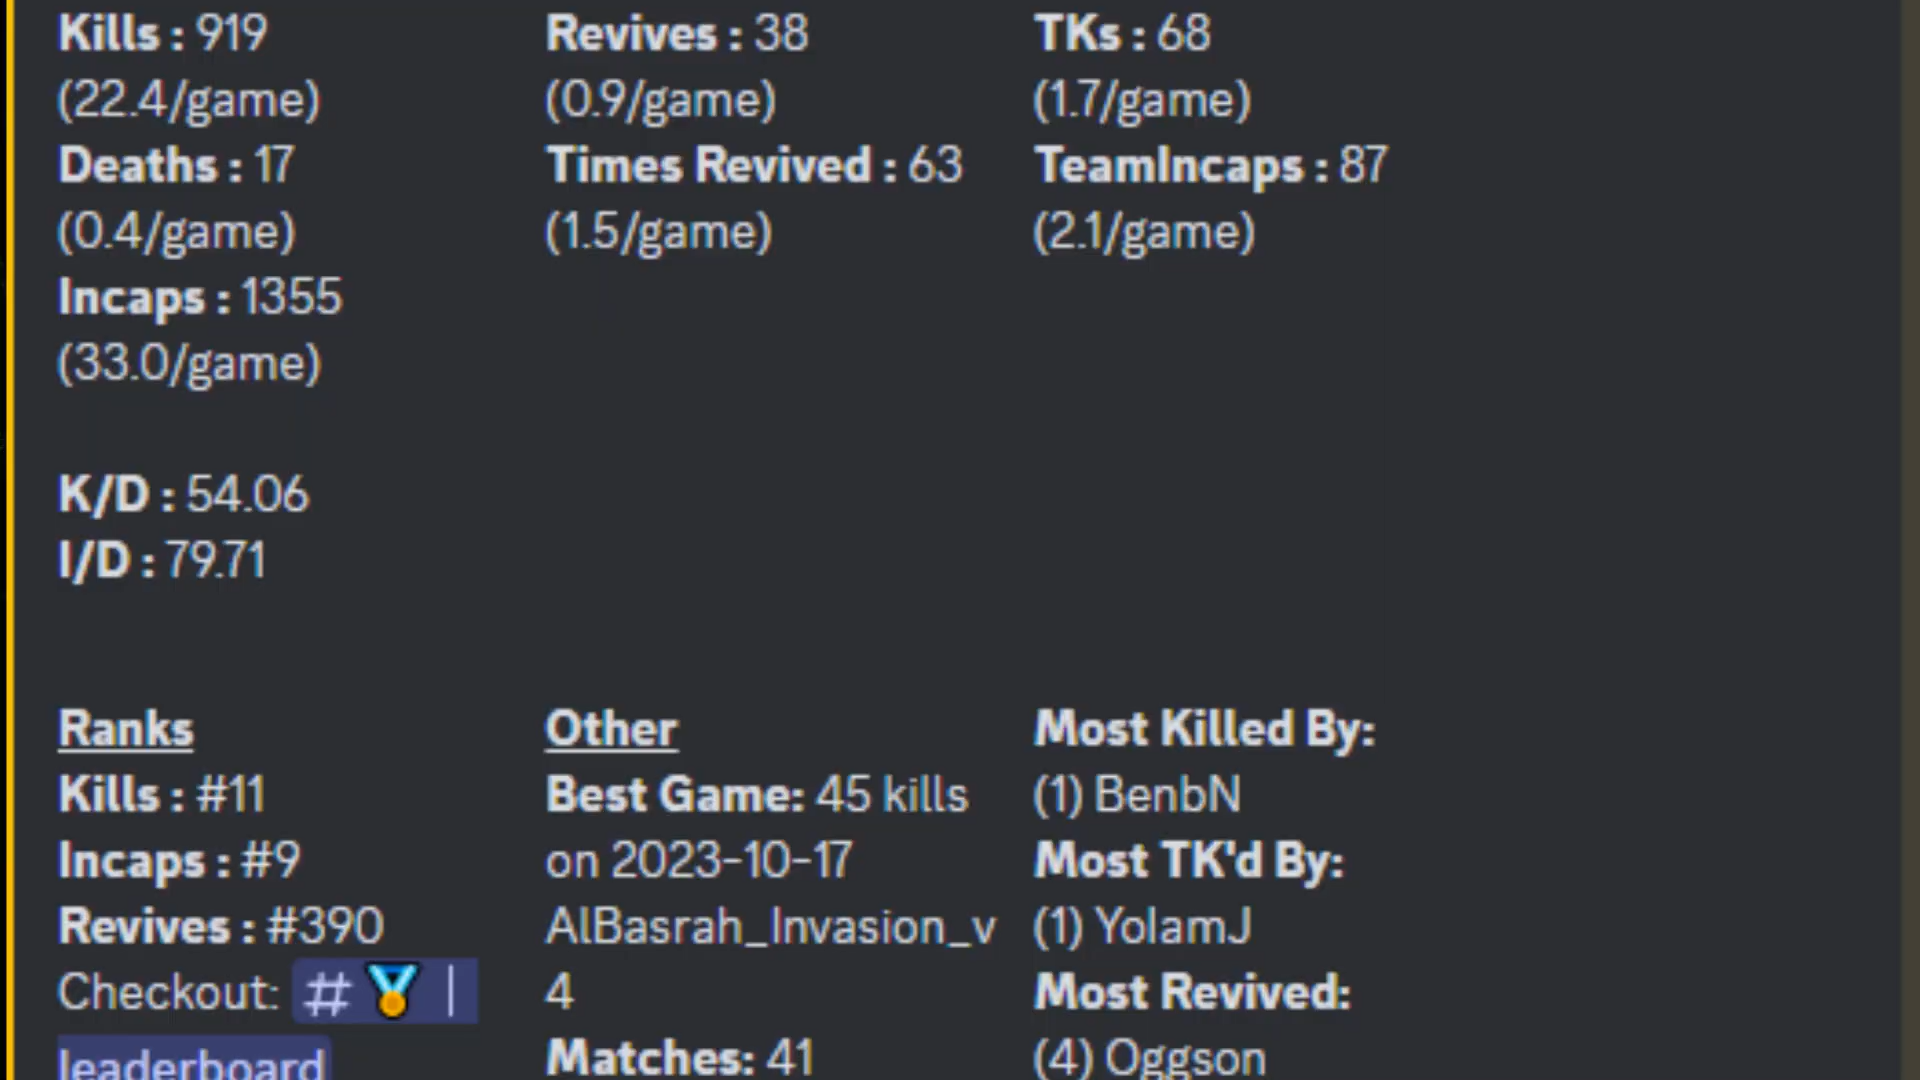 Kills : 919
(22.4/game)
Deaths : 17
(0.4/game)
Incaps : 1355
(33.0/game)
K/D : 54.06
I/D : 79.71
Revives : 38
(0.9/game)
Times Revived : 63
(1.5/game)
TKs : 68
(1.7/game)
TeamIncaps : 87
(2.1/game)
Ranks
Kills : #11
Incaps : #9
Revives : #390
Checkout: # 🏅 |
leaderboard
Other
Best Game: 45 kills
on 2023-10-17
AlBasrah_Invasion_v
4
Matches: 41
Most Killed By:
(1) BenbN
Most TK'd By:
(1) YolamJ
Most Revived:
(4) Oggson